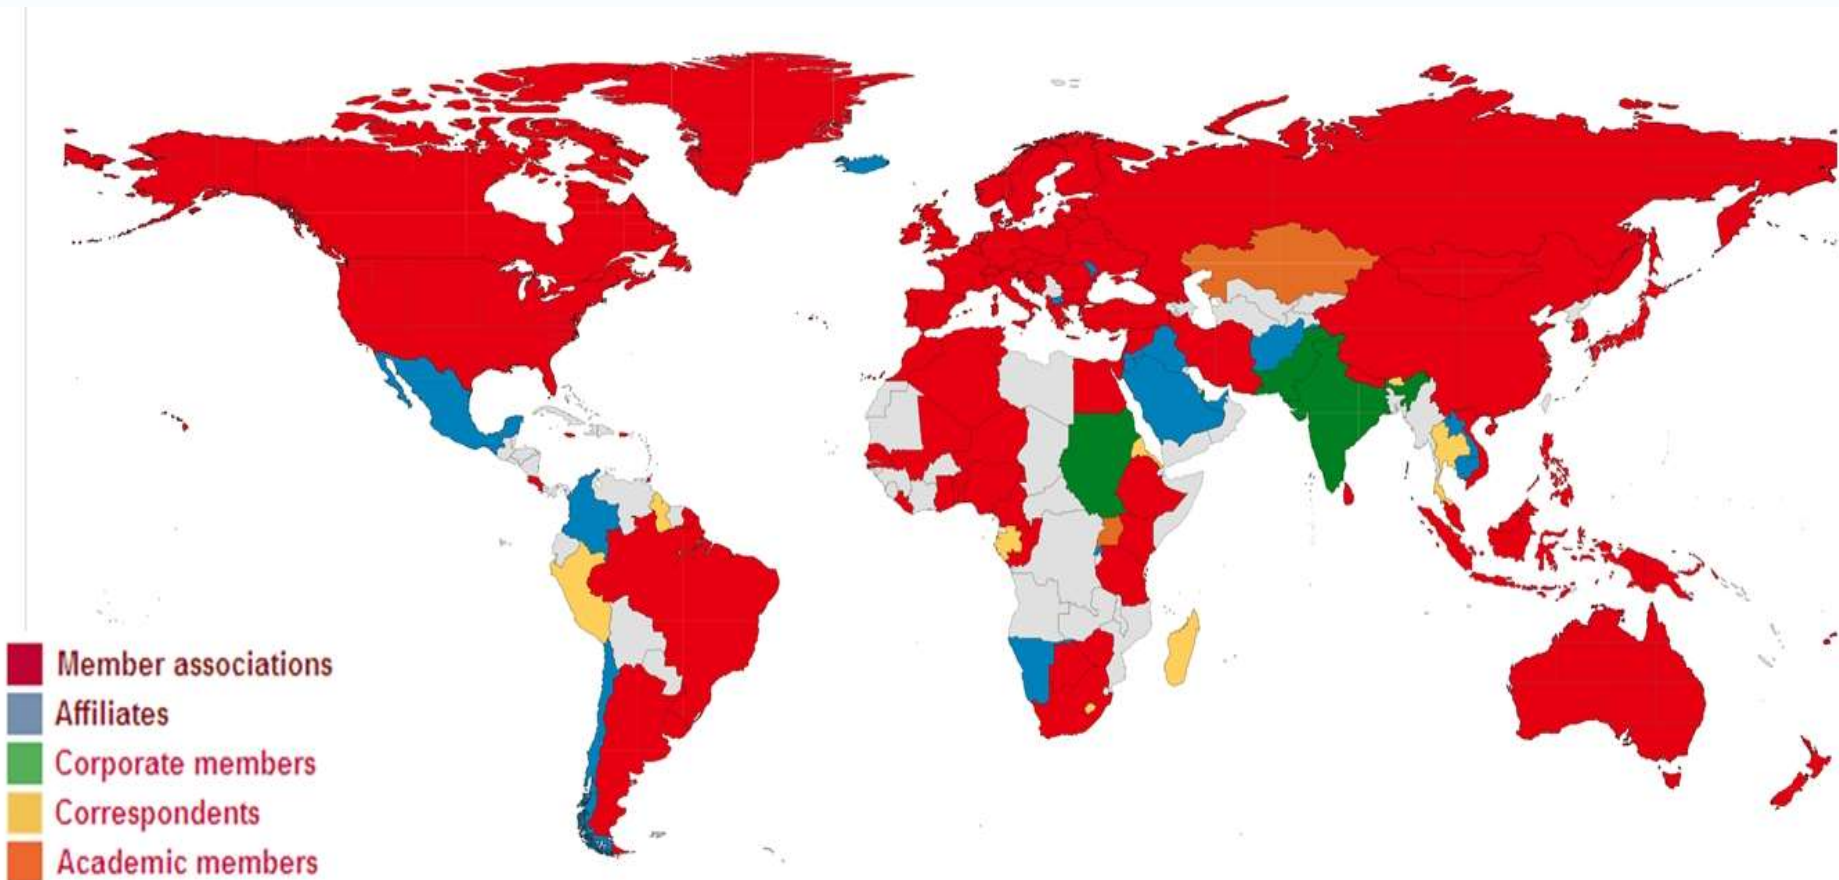 Member associations
Affiliates
Corporate members
Correspondents
Academic members